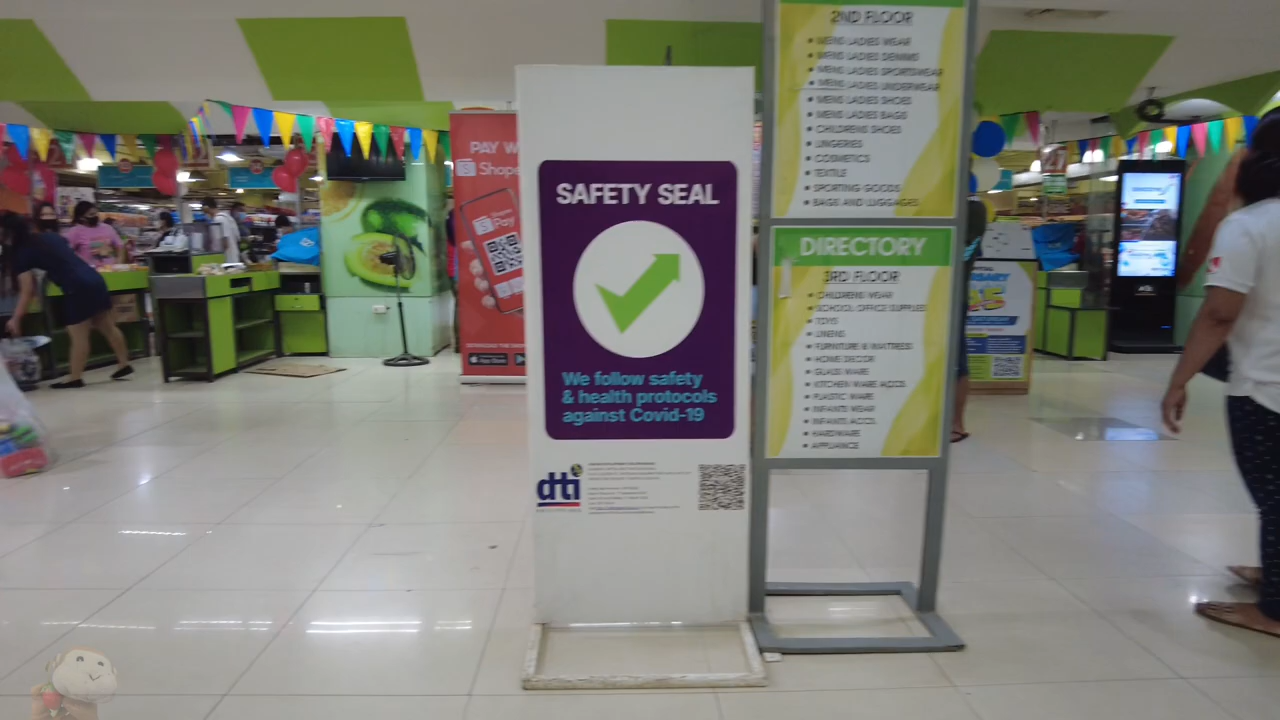 PAY W
Shope
Pay
SAFETY SEAL
We follow safety
& health protocols
against Covid-19
dti
2ND FLOOR
• MENS LADIES WEAR
• MENS LADIES DENIMS
• MENS LADIES SPORTSWEAR
• MENS LADIES UNDERWEAR
• MENS LADIES SHOES
• MENS LADIES BAGS
• CHILDRENS SHOES
• LINGERIES
• COSMETICS
• TEXTILE
• SPORTING GOODS
• BAGS AND LUGGAGES
DIRECTORY
3RD FLOOR
• CHILDRENS WEAR
• SCHOOL OFFICE SUPPLIES
• TOYS
• LINENS
• FURNITURE & MATTRESS
• HOME DECOR
• GLASS WARE
• KITCHEN WARE ACCS
• PLASTIC WARE
• INFANTS WEAR
• INFANTS ACCS.
• HARDWARE
• APPLIANCE
27